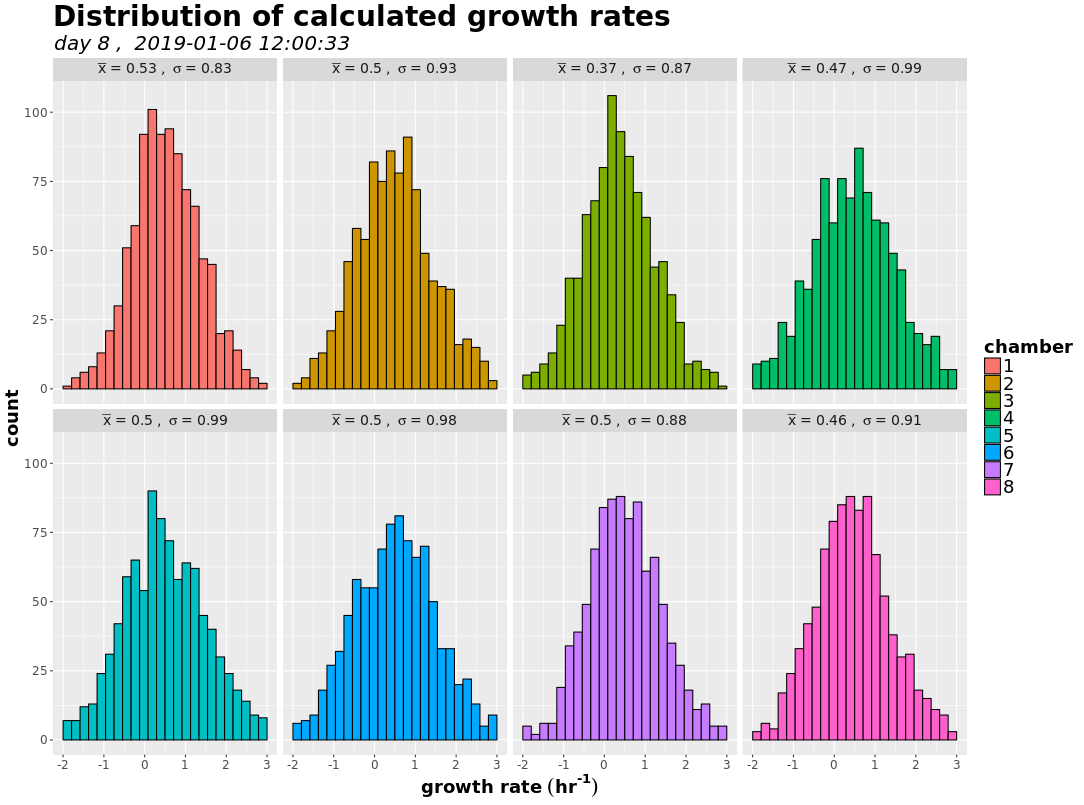 Distribution of calculated growth rates
day 8 ,  2019-01-06 12:00:33
x̅ = 0.53 ,  σ = 0.83
x̅ = 0.5 ,  σ = 0.93
x̅ = 0.37 ,  σ = 0.87
x̅ = 0.47 ,  σ = 0.99
100
75
50
25
0
x̅ = 0.5 ,  σ = 0.99
x̅ = 0.5 ,  σ = 0.98
x̅ = 0.5 ,  σ = 0.88
x̅ = 0.46 ,  σ = 0.91
100
75
50
25
0
-2 -1 0 1 2 3
-2 -1 0 1 2 3
-2 -1 0 1 2 3
-2 -1 0 1 2 3
count
growth rate (hr⁻¹)
chamber
1
2
3
4
5
6
7
8